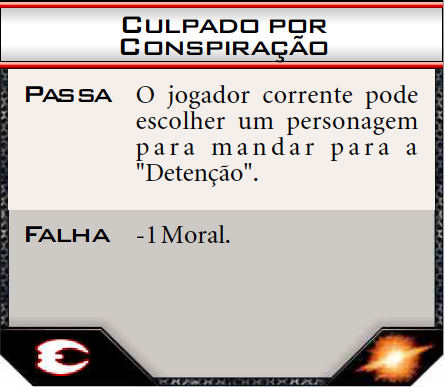 CULPADO POR
CONSPIRAÇÃO
PASSA O jogador corrente pode
escolher um personagem
para mandar para a
"Detenção".
FALHA -1 Moral.